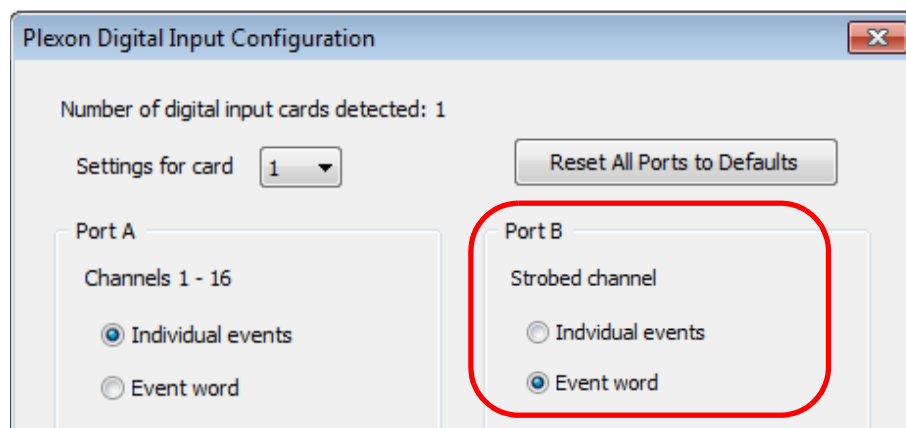 Plexon Digital Input Configuration
Number of digital input cards detected: 1
Settings for card 1
Reset All Ports to Defaults
Port A
Channels 1 - 16
Individual events
Event word
Port B
Strobed channel
Indvidual events
Event word